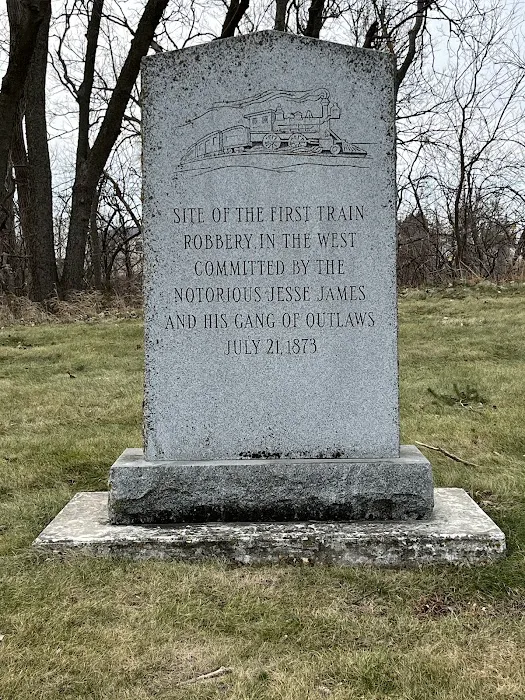 SITE OF THE FIRST TRAIN
ROBBERY IN THE WEST
COMMITTED BY THE
NOTORIOUS JESSE JAMES
AND HIS GANG OF OUTLAWS
JULY 21, 1873